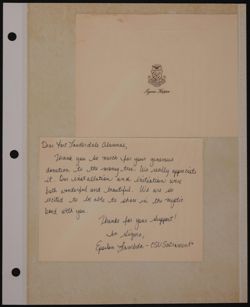 Sigma Kappa
Dear Fort Lauderdale Alumnae,
Thank you so much for your generous
donation to the "money tree." We really appreciate
it. Our installation and initiation were
both wonderful and beautiful. We are so
excited to be able to share in the mystic
bond with you.
Thanks for your support!
In Sigma,
Epsilon Lambda - CSU Sacramento